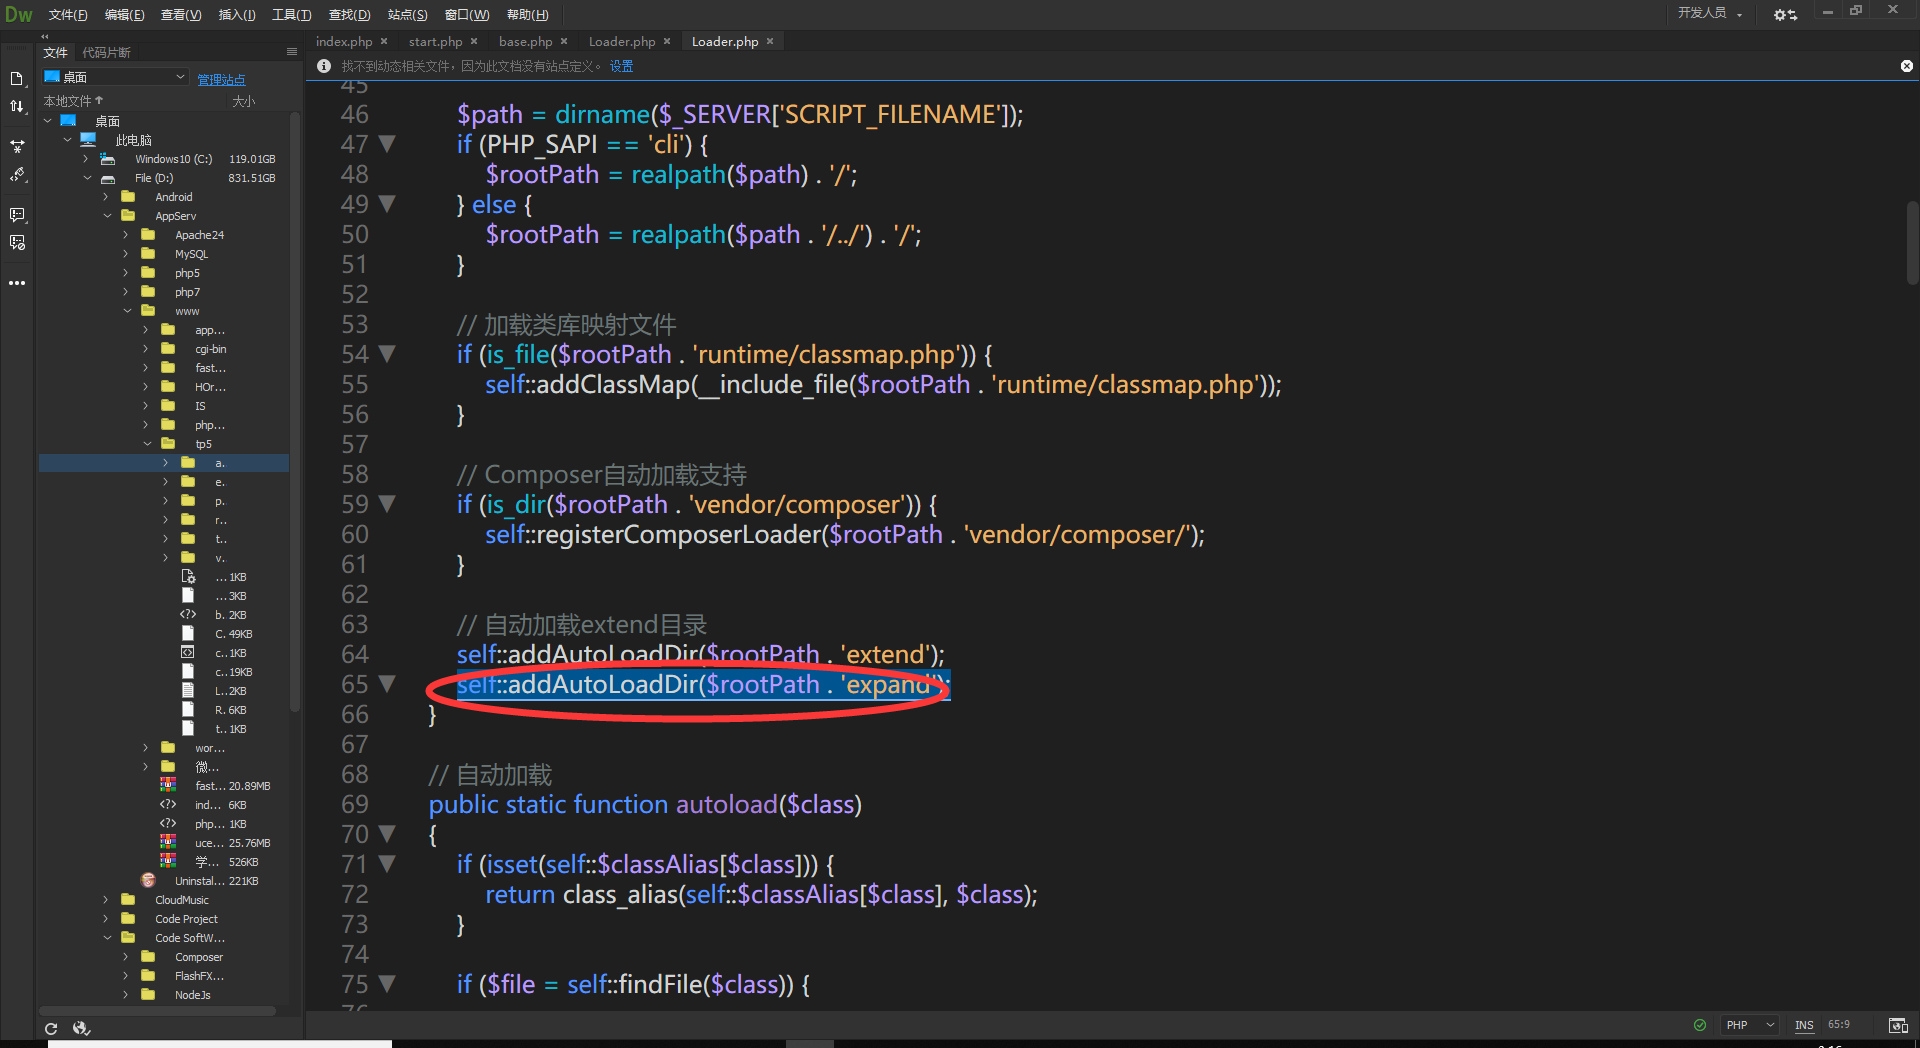 Dw 文件(F) 编辑(E) 查看(V) 插入(I) 工具(T) 查找(D) 站点(S) 窗口(W) 帮助(H) 开发人员
文件 代码片断
index.php × start.php × base.php × Loader.php × Loader.php ×
找不到动态相关文件，因为此文档没有站点定义。 设置
桌面 管理站点
本地文件↑ 大小
桌面
此电脑
Windows10 (C:) 119.01GB
File (D:) 831.51GB
Android
AppServ
Apache24
MySQL
php5
php7
www
app...
cgi-bin
fast...
HOr...
IS
php...
tp5
a..
e..
p..
r..
t..
v..
... 1KB
... 3KB
b.. 2KB
C. 49KB
c... 1KB
c... 19KB
L... 2KB
R. 6KB
t... 1KB
wor...
微...
fast... 20.89MB
ind... 6KB
php... 1KB
uce... 25.76MB
学... 526KB
Uninstal... 221KB
CloudMusic
Code Project
Code SoftW...
Composer
FlashFX...
NodeJs
45
46 $path = dirname($_SERVER['SCRIPT_FILENAME']);
47 if (PHP_SAPI == 'cli') {
48 $rootPath = realpath($path) . '/';
49 } else {
50 $rootPath = realpath($path . '/../') . '/';
51 }
52
53 // 加载类库映射文件
54 if (is_file($rootPath . 'runtime/classmap.php')) {
55 self::addClassMap(__include_file($rootPath . 'runtime/classmap.php'));
56 }
57
58 // Composer自动加载支持
59 if (is_dir($rootPath . 'vendor/composer')) {
60 self::registerComposerLoader($rootPath . 'vendor/composer/');
61 }
62
63 // 自动加载extend目录
64 self::addAutoLoadDir($rootPath . 'extend');
65 self::addAutoLoadDir($rootPath . 'expand');
66 }
67
68 // 自动加载
69 public static function autoload($class)
70 {
71 if (isset(self::$classAlias[$class])) {
72 return class_alias(self::$classAlias[$class], $class);
73 }
74
75 if ($file = self::findFile($class)) {
PHP INS 65:9